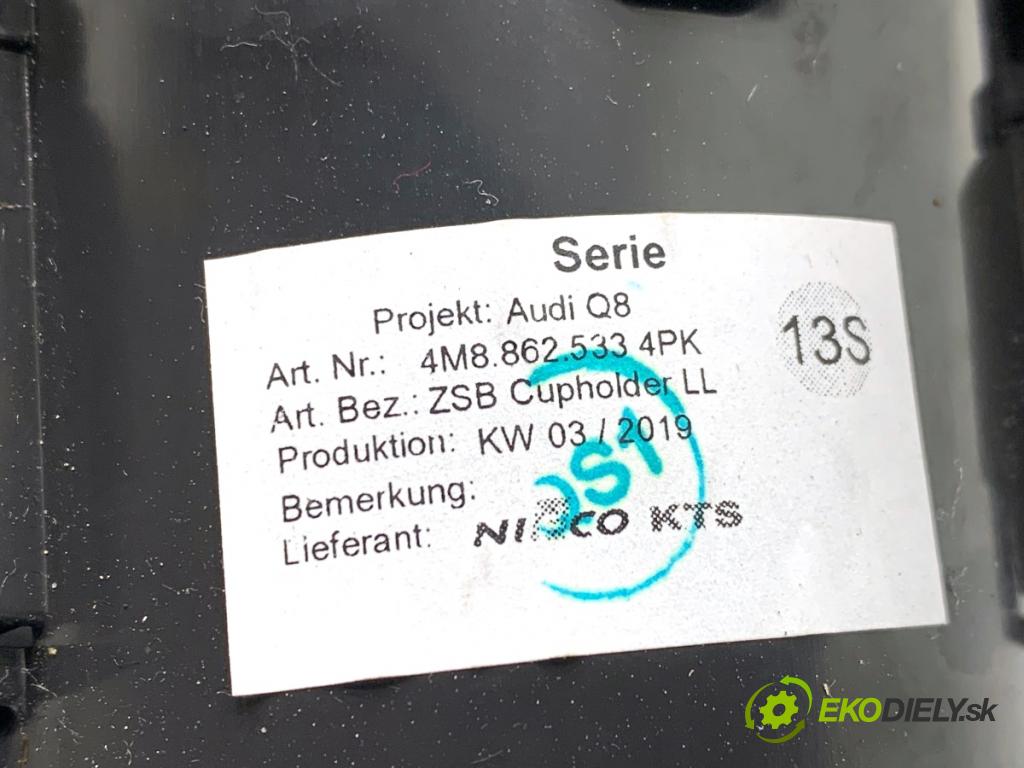 Serie
Projekt: Audi Q8
13S
Art. Nr.: 4M8.862.533 4PK
Art. Bez.: ZSB Cupholder LL
Produktion: KW 03 / 2019
Bemerkung:
Lieferant: KTS
EKODIELY.sk